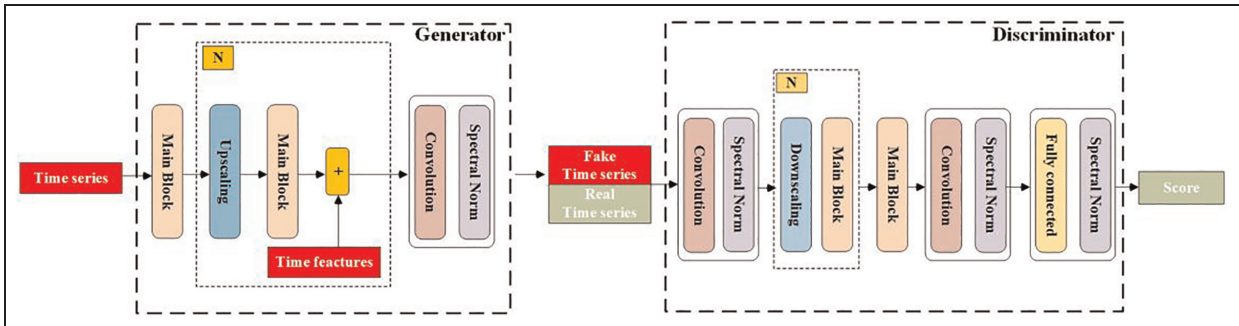 Generator
N
Time series
Main Block
Upscaling
Main Block
+
Time feactures
Convolution
Spectral Norm
Fake
Time series
Real
Time series
Discriminator
Convolution
Spectral Norm
N
Downscaling
Main Block
Main Block
Convolution
Spectral Norm
Fully connected
Spectral Norm
Score